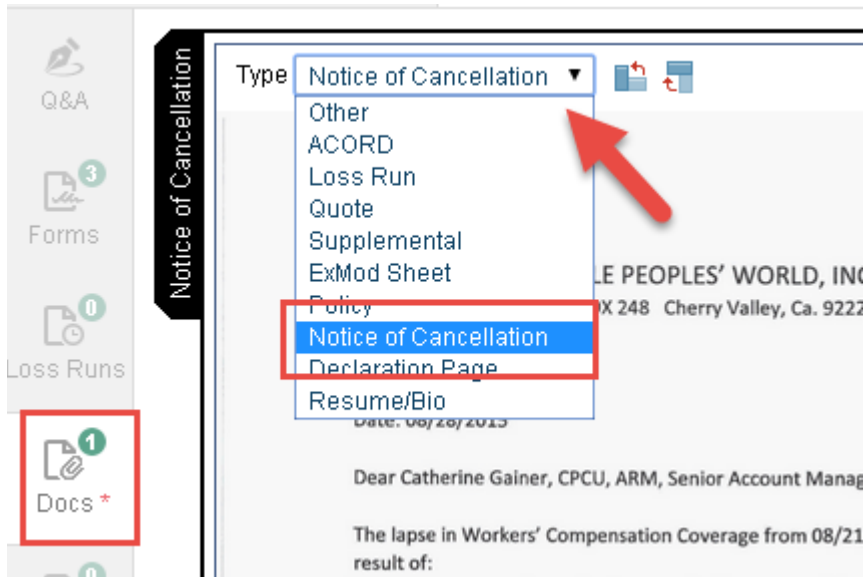 Q&A
3
Forms
0
Loss Runs
1
Docs *
0
Notice of Cancellation
Type Notice of Cancellation
Other
ACORD
Loss Run
Quote
Supplemental
ExMod Sheet
Policy
Notice of Cancellation
Declaration Page
Resume/Bio
LE PEOPLES’ WORLD, INC
OX 248 Cherry Valley, Ca. 9222
Date: 08/28/2015
Dear Catherine Gainer, CPCU, ARM, Senior Account Manag
The lapse in Workers’ Compensation Coverage from 08/21
result of: